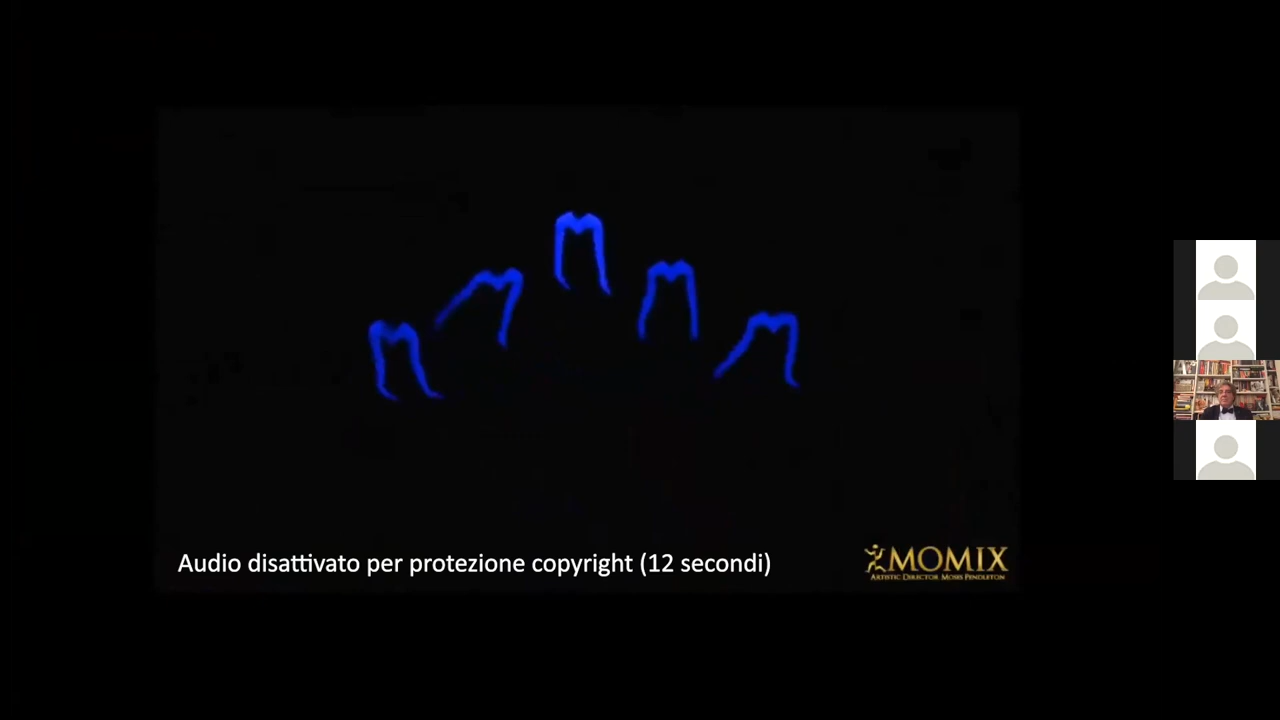 Audio disattivato per protezione copyright (12 secondi)
MOMIX
ARTISTIC DIRECTOR MOSES PENDLETON